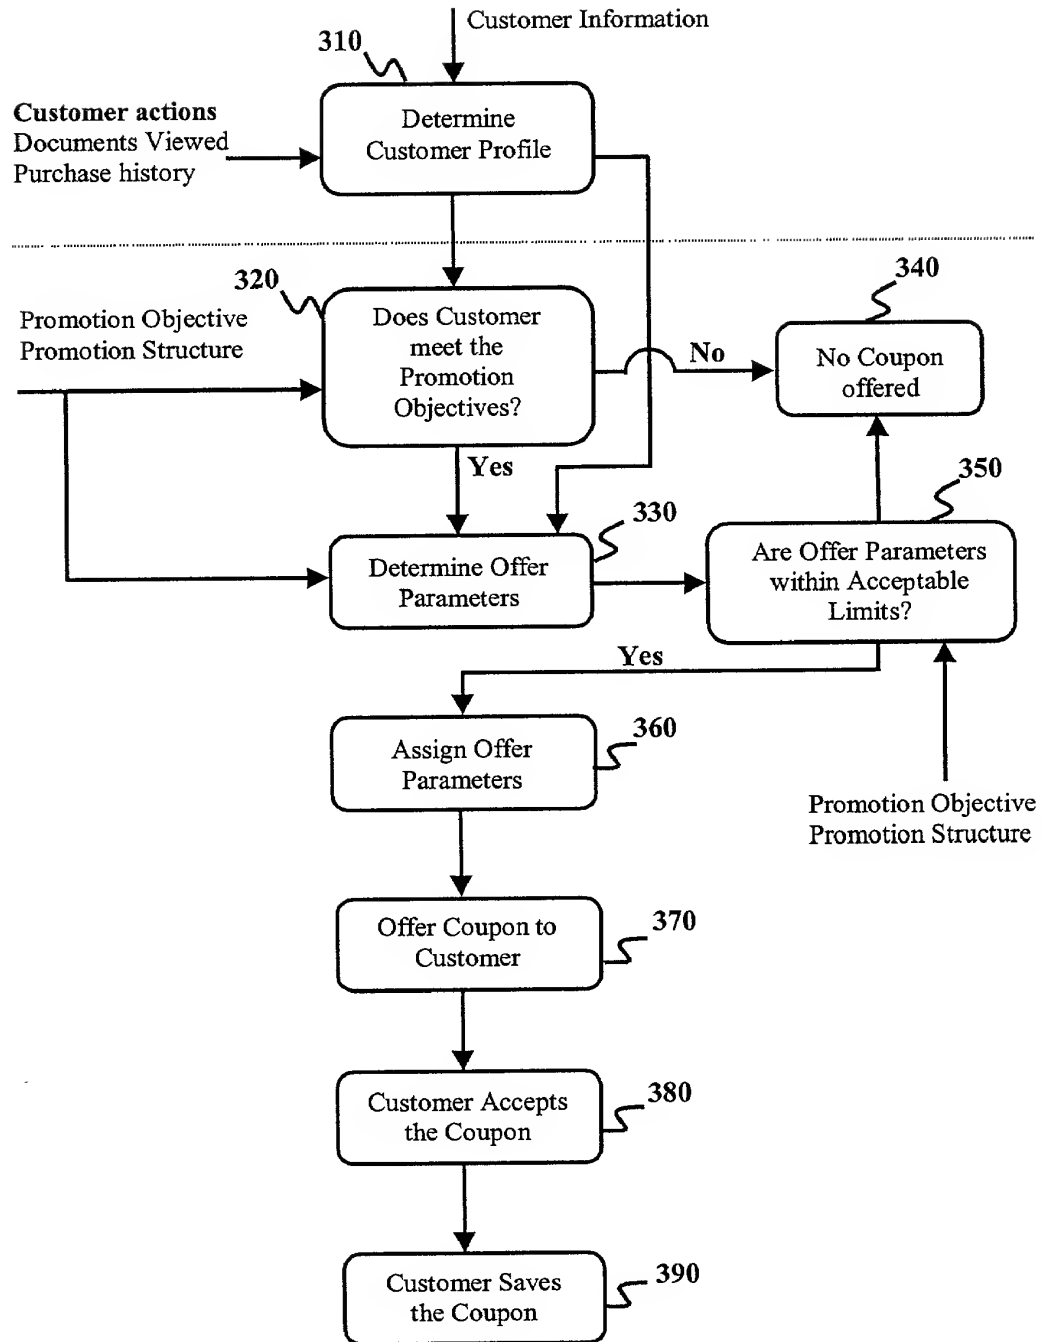 Customer Information
310
Customer actions
Documents Viewed
Purchase history
Determine
Customer Profile
320
340
Promotion Objective
Promotion Structure
Does Customer
meet the
Promotion
Objectives?
No
No Coupon
offered
Yes
330
350
Determine Offer
Parameters
Are Offer Parameters
within Acceptable
Limits?
Yes
360
Assign Offer
Parameters
Promotion Objective
Promotion Structure
370
Offer Coupon to
Customer
380
Customer Accepts
the Coupon
390
Customer Saves
the Coupon